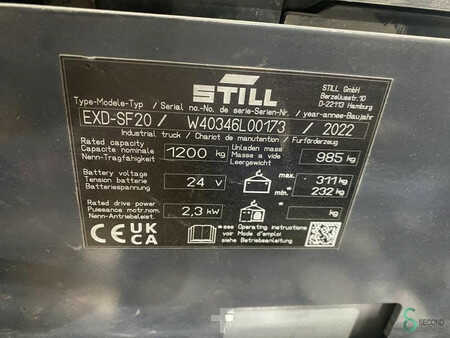 STILL
STILL GmbH
Berzeliusstr.10
D-22113 Hamburg
Type-Modele-Typ / Serial no.-No. de serie-Serien-Nr. / year-annee-Baujahr
EXD-SF20 / W40346L00173 / 2022
Industrial truck / Chariot de manutention / Flurförderzeug
Rated capacity
Capacite nominale
Nenn-Tragfähigkeit
1200 kg
Unladen mass
Masse a vide
Leergewicht
985 kg
Battery voltage
Tension batterie
Batteriespannung
24 V
max. 311 kg
min. 232 kg
Rated drive power
Puissance motr.nom.
Nenn-Antriebsleist.
2,3 kW
* kg
CE UK
CA
see Operating instructions
voir Mode d'emploi
siehe Betriebsanleitung
SECOND